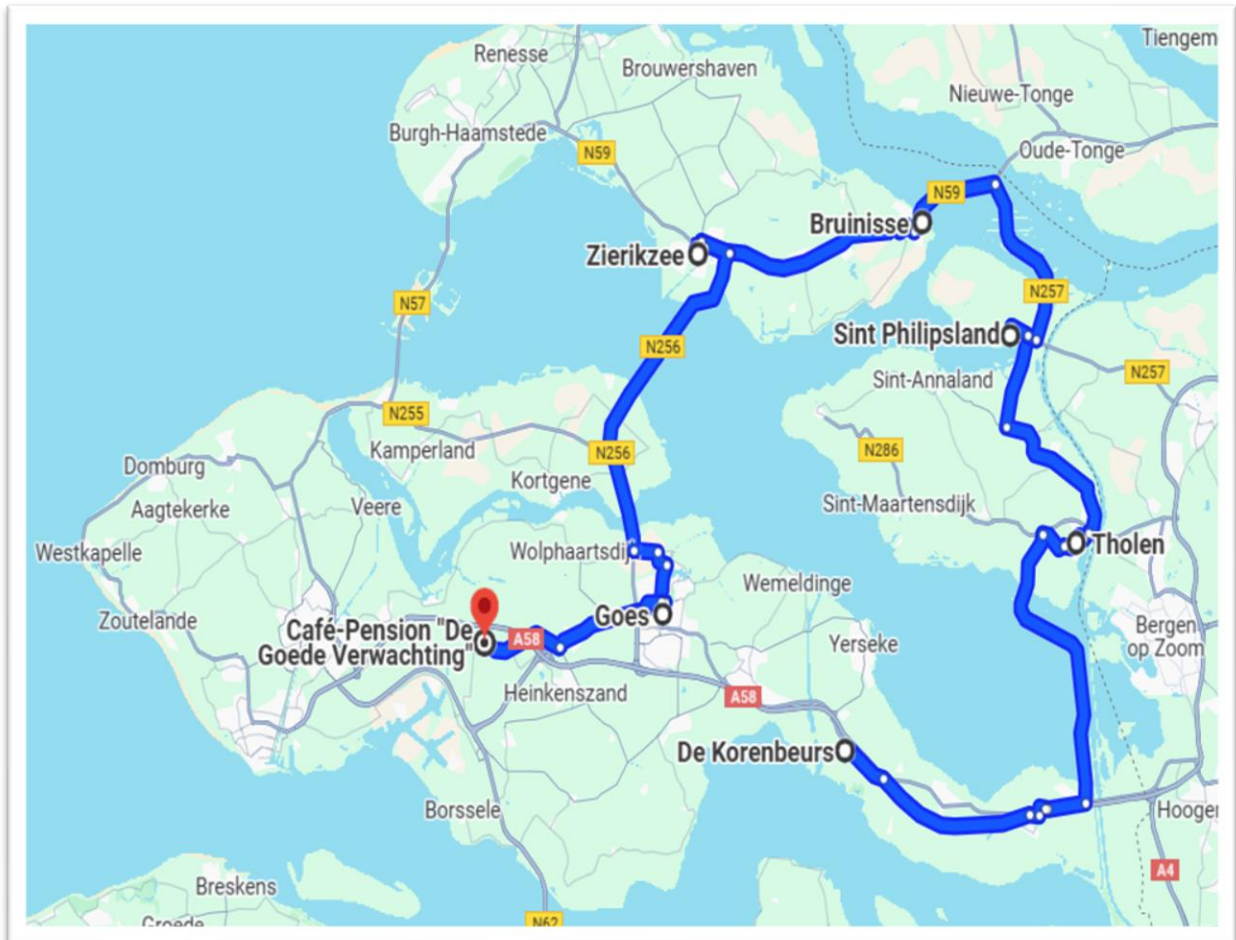 Tiengem
Renesse
Brouwershaven
Nieuwe-Tonge
Burgh-Haamstede
N59
Oude-Tonge
N59
Bruinisse
Zierikzee
N57
N257
Sint Philipsland
N256
Sint-Annaland
N257
N255
Kamperland
N256
N286
Domburg
Kortgene
Aagtekerke
Veere
Sint-Maartensdijk
Westkapelle
Wolphaartsdij
Tholen
Wemeldinge
Zoutelande
Goes
Café-Pension "De
Goede Verwachting"
A58
Yerseke
Bergen
op Zoom
Heinkenszand
A58
De Korenbeurs
Borssele
Hooger
A4
Breskens
Groede
N62